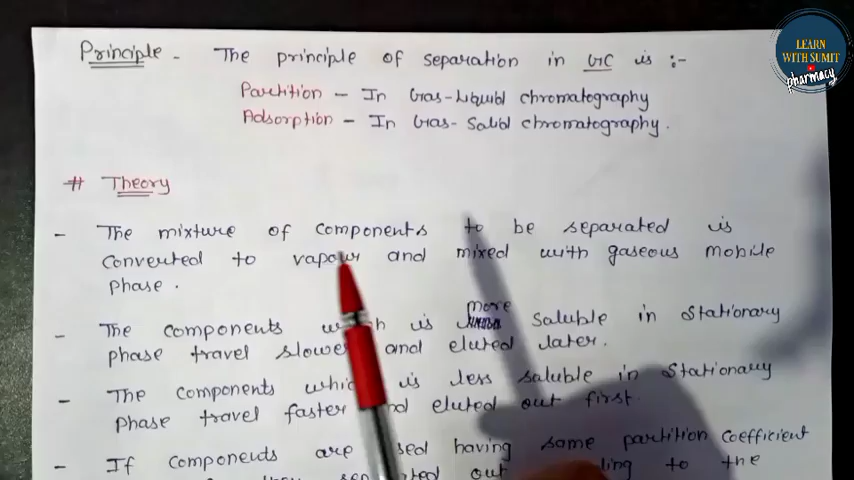 Principle - The principle of separation in GC is :-
Partition - In Gas-Liquid chromatography
Adsorption - In Gas-Solid chromatography.
# Theory
- The mixture of components to be separated is
converted to vapour and mixed with gaseous mobile
phase.
- The components is more soluble in stationary
phase travel slower and eluted later.
- The components is less soluble in stationary
phase travel faster eluted out first.
- If components are having same partition coefficient
out to the
LEARN
WITH SUMIT
pharmacy